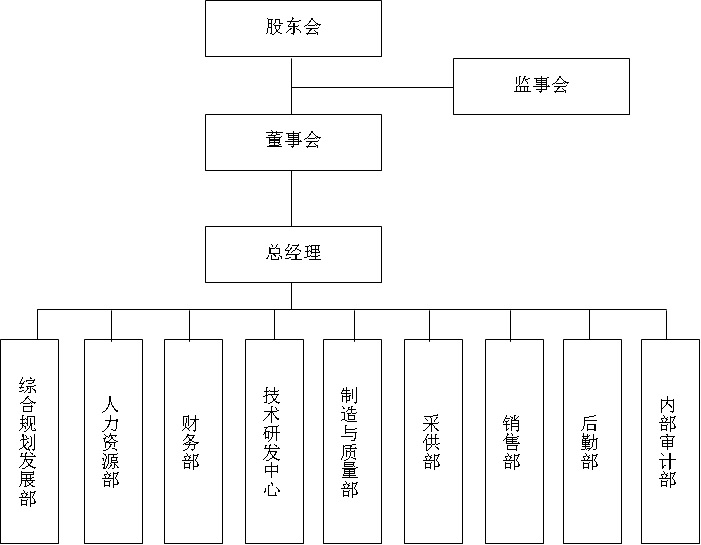 股东会
监事会
董事会
总经理
综合规划发展部
人力资源部
财务部
技术研发中心
制造与质量部
采供部
销售部
后勤部
内部审计部